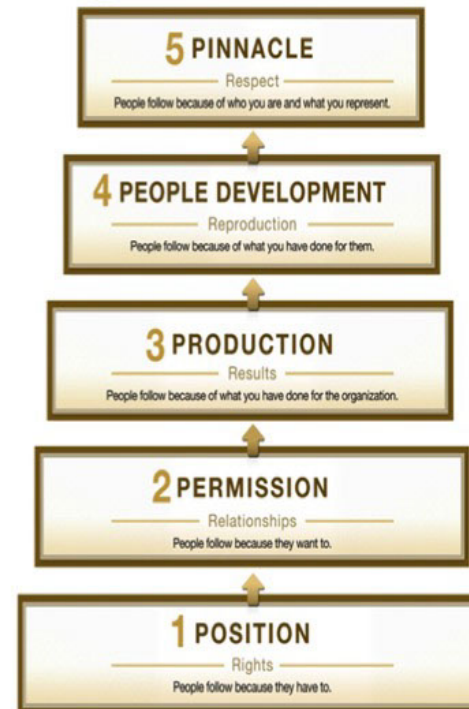 5 PINNACLE
Respect
People follow because of who you are and what you represent.
4 PEOPLE DEVELOPMENT
Reproduction
People follow because of what you have done for them.
3 PRODUCTION
Results
People follow because of what you have done for the organization.
2 PERMISSION
Relationships
People follow because they want to.
1 POSITION
Rights
People follow because they have to.